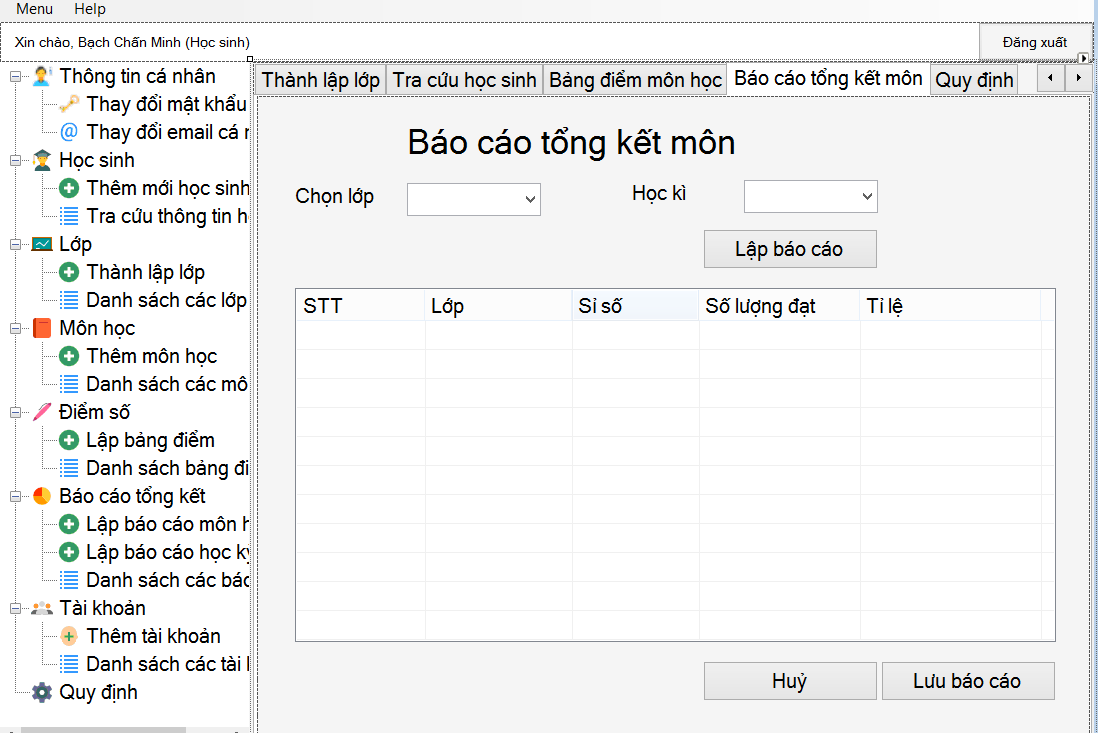 Menu Help
Xin chào, Bạch Chấn Minh (Học sinh)
Đăng xuất
Thông tin cá nhân
Thay đổi mật khẩu
Thay đổi email cá
Học sinh
Thêm mới học sinh
Tra cứu thông tin h
Lớp
Thành lập lớp
Danh sách các lớp
Môn học
Thêm môn học
Danh sách các mô
Điểm số
Lập bảng điểm
Danh sách bảng đi
Báo cáo tổng kết
Lập báo cáo môn h
Lập báo cáo học kỳ
Danh sách các báo
Tài khoản
Thêm tài khoản
Danh sách các tài
Quy định
Thành lập lớp Tra cứu học sinh Bảng điểm môn học Báo cáo tổng kết môn Quy định
Báo cáo tổng kết môn
Chọn lớp Học kì
Lập báo cáo
STT Lớp Sỉ số Số lượng đạt Tỉ lệ
Huỷ Lưu báo cáo